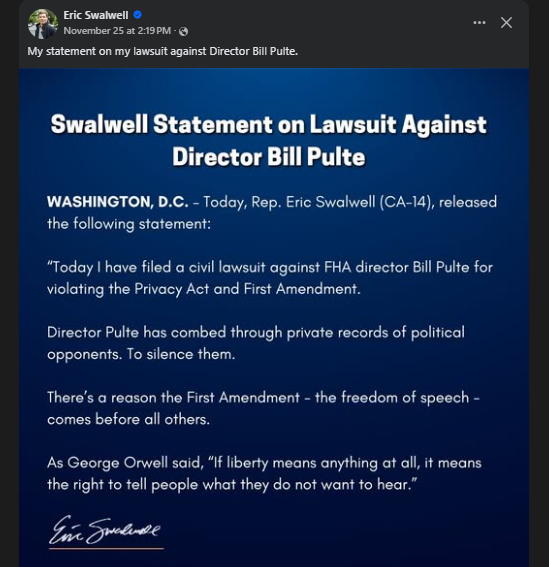 Eric Swalwell
November 25 at 2:19 PM ·
My statement on my lawsuit against Director Bill Pulte.
Swalwell Statement on Lawsuit Against
Director Bill Pulte
WASHINGTON, D.C. – Today, Rep. Eric Swalwell (CA-14), released
the following statement:
“Today I have filed a civil lawsuit against FHA director Bill Pulte for
violating the Privacy Act and First Amendment.
Director Pulte has combed through private records of political
opponents. To silence them.
There’s a reason the First Amendment – the freedom of speech –
comes before all others.
As George Orwell said, “If liberty means anything at all, it means
the right to tell people what they do not want to hear.”
Eric Swalwell